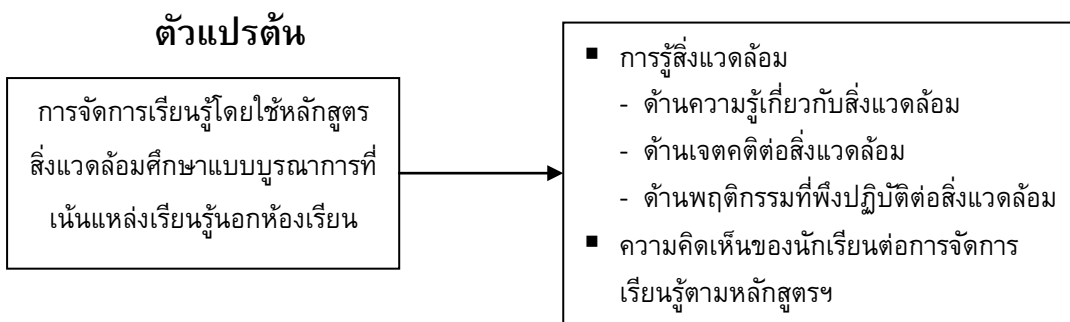 ตัวแปรต้น
การจัดการเรียนรู้โดยใช้หลักสูตร
สิ่งแวดล้อมศึกษาแบบบูรณาการที่
เน้นแหล่งเรียนรู้นอกห้องเรียน
▪ การรู้สิ่งแวดล้อม
- ด้านความรู้เกี่ยวกับสิ่งแวดล้อม
- ด้านเจตคติต่อสิ่งแวดล้อม
- ด้านพฤติกรรมที่พึงปฏิบัติต่อสิ่งแวดล้อม
▪ ความคิดเห็นของนักเรียนต่อการจัดการ
เรียนรู้ตามหลักสูตรฯ